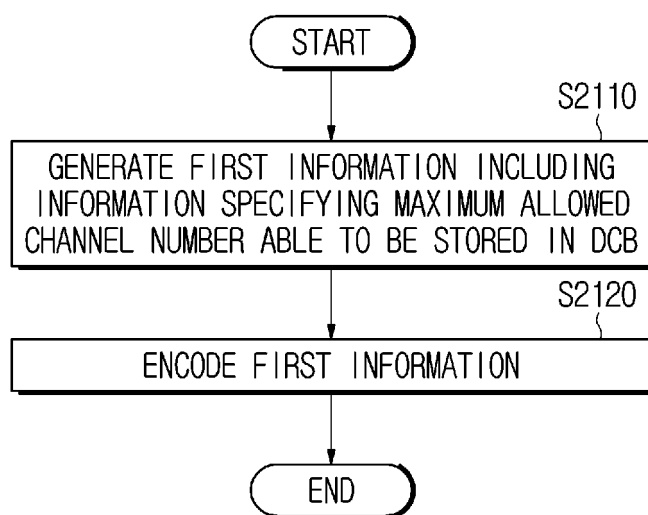 START
S2110
GENERATE FIRST INFORMATION INCLUDING
INFORMATION SPECIFYING MAXIMUM ALLOWED
CHANNEL NUMBER ABLE TO BE STORED IN DCB
S2120
ENCODE FIRST INFORMATION
END